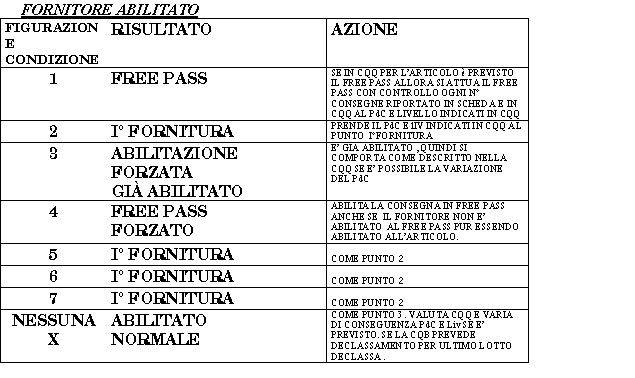 FORNITORE ABILITATO
FIGURAZION
E
CONDIZIONE
RISULTATO
AZIONE
1
FREE PASS
SE IN CQQ PER L'ARTICOLO è PREVISTO
IL FREE PASS ALLORA SI ATTUA IL FREE
PASS CON CONTROLLO OGNI N°
CONSEGNE RIPORTATO IN SCHEDA E IN
CQQ AL PdC E LIVELLO INDICATI IN CQQ
2
I° FORNITURA
PRENDE IL PdC E lIV INDICATI IN CQQ AL
PUNTO I°FORNITURA
3
ABILITAZIONE
FORZATA
GIÀ ABILITATO
E' GIA ABILITATO , QUINDI SI
COMPORTA COME DESCRITTO NELLA
CQQ SE E' POSSIBILE LA VARIAZIONE
DEL PdC
4
FREE PASS
FORZATO
ABILITA LA CONSEGNA IN FREE PASS
ANCHE SE IL FORNITORE NON E'
ABILITATO AL FREE PASS PUR ESSENDO
ABILITATO ALL'ARTICOLO.
5
I° FORNITURA
COME PUNTO 2
6
I° FORNITURA
COME PUNTO 2
7
I° FORNITURA
COME PUNTO 2
NESSUNA
X
ABILITATO
NORMALE
COME PUNTO 3 . VALUTA CQQ E VARIA
DI CONSEGUENZA PdC E Liv SE E'
PREVISTO. SE LA CQB PREVEDE
DECLASSAMENTO PER ULTIMO LOTTO
DECLASSA .